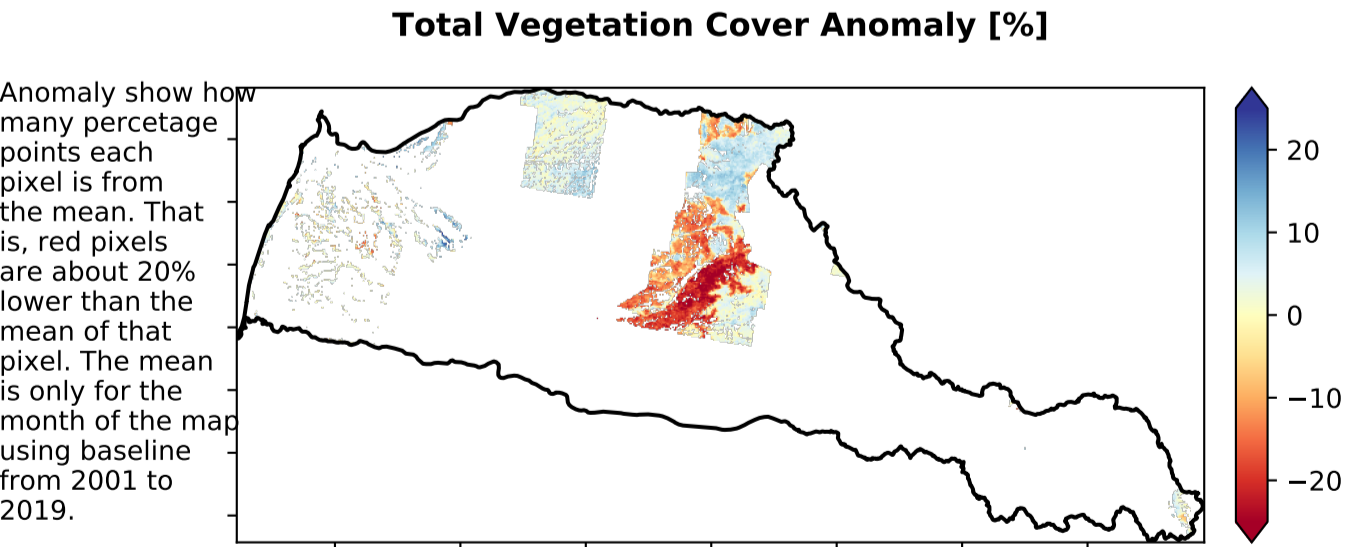 Total Vegetation Cover Anomaly [%]
Anomaly show how
many percetage
points each
pixel is from
the mean. That
is, red pixels
are about 20%
lower than the
mean of that
pixel. The mean
is only for the
month of the map
using baseline
from 2001 to
2019.
20
10
0
−10
−20